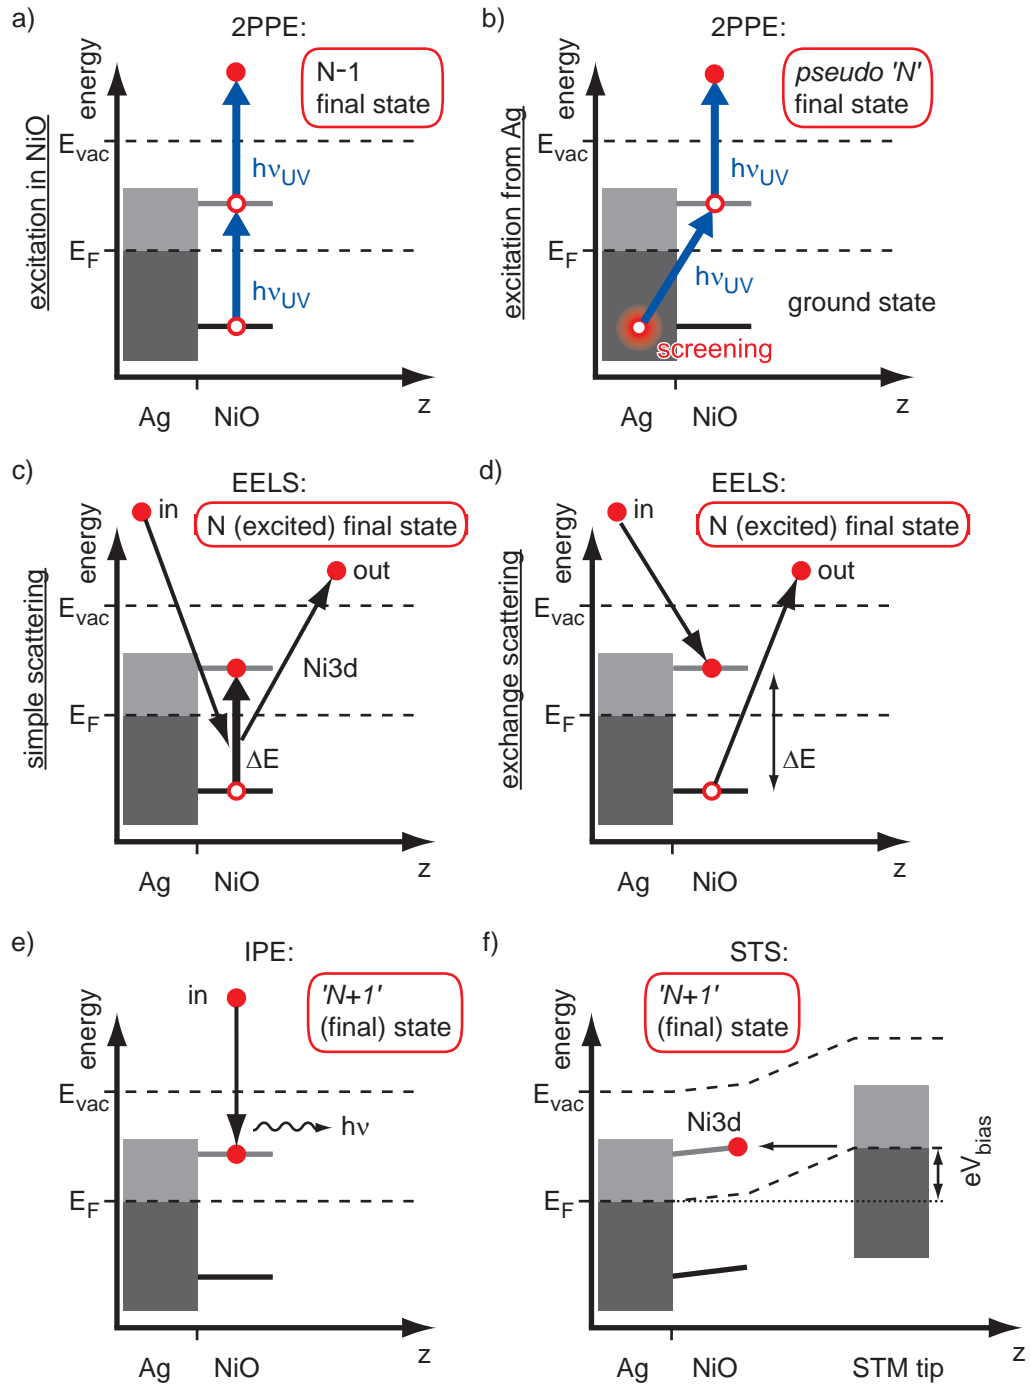 a)
2PPE:
N-1
final state
energy
excitation in NiO
E_vac
hν_UV
E_F
hν_UV
Ag NiO
z
b)
2PPE:
pseudo 'N'
final state
energy
excitation from Ag
E_vac
hν_UV
E_F
hν_UV
ground state
screening
Ag NiO
z
c)
EELS:
in
N (excited) final state
energy
simple scattering
out
E_vac
Ni3d
E_F
ΔE
Ag NiO
z
d)
EELS:
in
N (excited) final state
energy
exchange scattering
out
E_vac
E_F
ΔE
Ag NiO
z
e)
IPE:
in
'N+1'
(final) state
energy
E_vac
hν
E_F
Ag NiO
z
f)
STS:
'N+1'
(final) state
energy
E_vac
Ni3d
eV_bias
E_F
Ag NiO STM tip
z